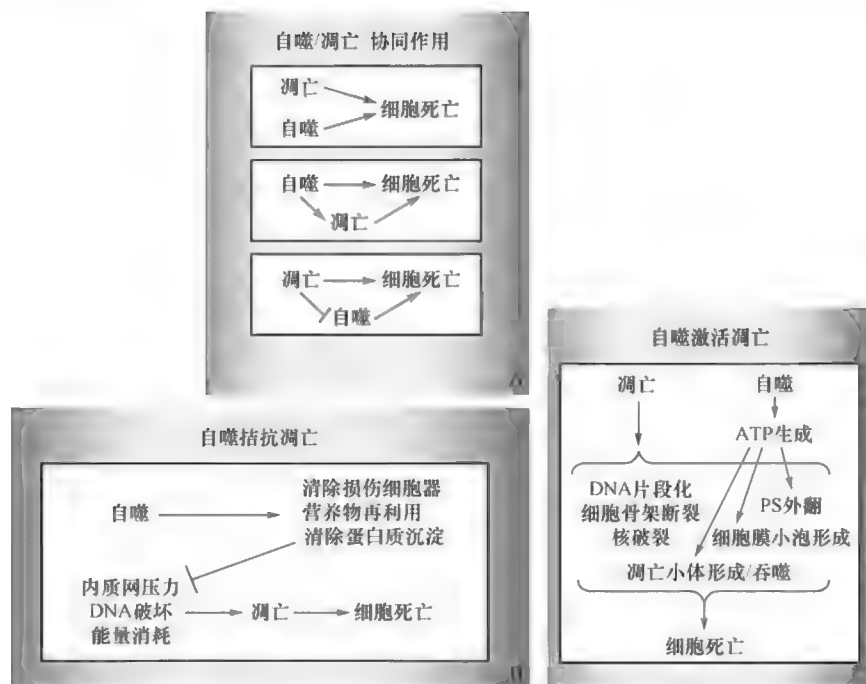 自噬/凋亡 协同作用
凋亡
细胞死亡
自噬
自噬
细胞死亡
凋亡
凋亡
细胞死亡
自噬
自噬拮抗凋亡
自噬
清除损伤细胞器
营养物再利用
清除蛋白质沉淀
内质网压力
DNA破坏
能量消耗
凋亡
细胞死亡
自噬激活凋亡
凋亡
自噬
ATP生成
DNA片段化
细胞骨架断裂
核破裂
PS外翻
细胞膜小泡形成
凋亡小体形成/吞噬
细胞死亡